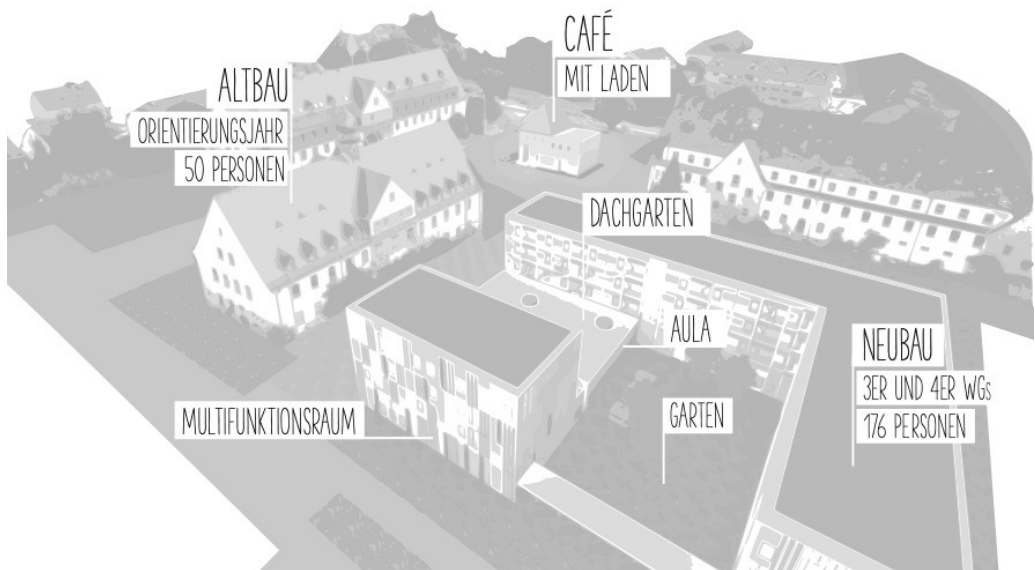 CAFÉ
MIT LADEN
ALTBAU
ORIENTIERUNGSJAHR
50 PERSONEN
DACHGARTEN
AULA
NEUBAU
3ER UND 4ER WGs
176 PERSONEN
GARTEN
MULTIFUNKTIONSRAUM